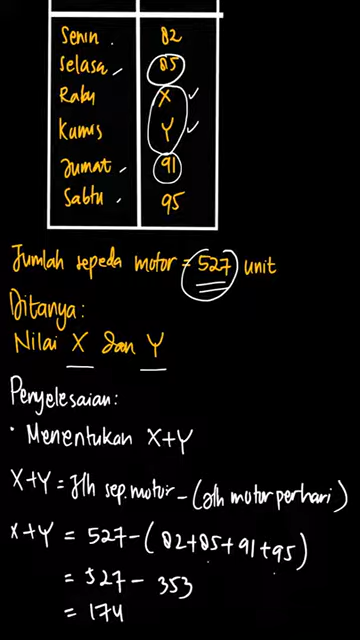 Senin 82
Selasa 85
Rabu X
Kamis Y
Jumat 91
Sabtu 95
Jumlah sepeda motor = 527 unit
Ditanya:
Nilai X dan Y
Penyelesaian:
• Menentukan X+Y
X+Y = Jlh sep. motor - (Jlh motor perhari)
X+Y = 527 - (82+85+91+95)
= 527 - 353
= 174